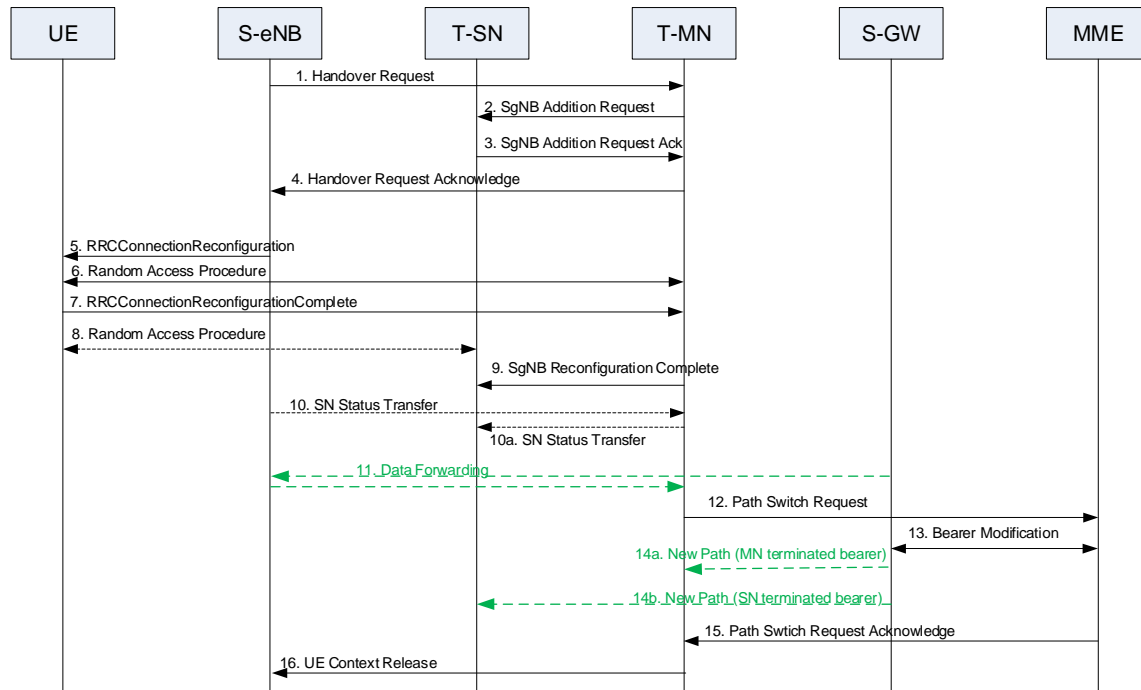 UE
S-eNB
T-SN
T-MN
S-GW
MME
1. Handover Request
2. SgNB Addition Request
3. SgNB Addition Request Ack
4. Handover Request Acknowledge
5. RRCConnectionReconfiguration
6. Random Access Procedure
7. RRCConnectionReconfigurationComplete
8. Random Access Procedure
9. SgNB Reconfiguration Complete
10. SN Status Transfer
10a. SN Status Transfer
11. Data Forwarding
12. Path Switch Request
13. Bearer Modification
14a. New Path (MN terminated bearer)
14b. New Path (SN terminated bearer)
15. Path Swtich Request Acknowledge
16. UE Context Release